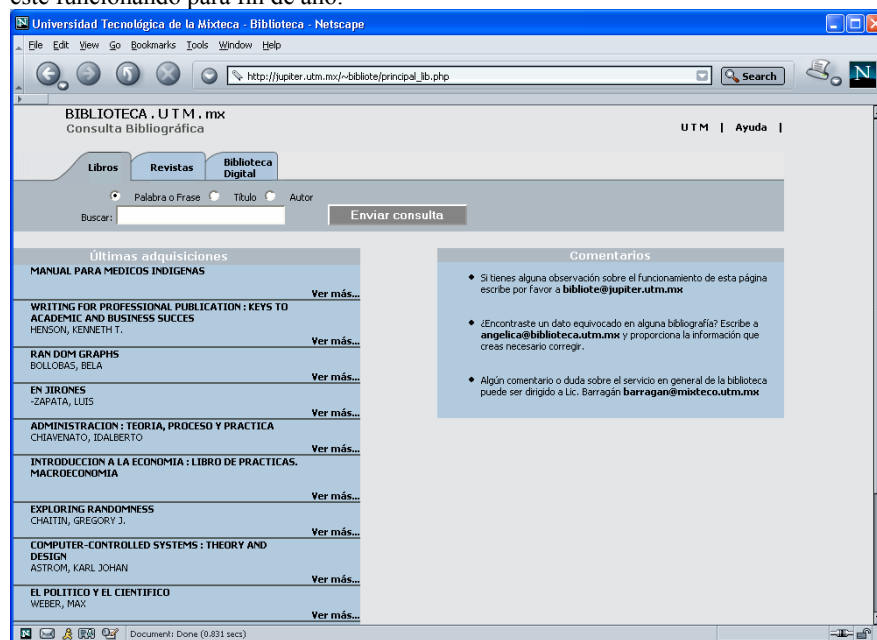 este funcionando para fin de año.
Universidad Tecnológica de la Mixteca - Biblioteca - Netscape
File Edit View Go Bookmarks Tools Window Help
http://jupiter.utm.mx/~bibliote/principal_lib.php
Search
N
BIBLIOTECA . U T M . mx
Consulta Bibliográfica
U T M | Ayuda |
Libros
Revistas
Biblioteca
Digital
Palabra o Frase
Título
Autor
Buscar:
Enviar consulta
Últimas adquisiciones
MANUAL PARA MEDICOS INDIGENAS
Ver más...
WRITING FOR PROFESSIONAL PUBLICATION : KEYS TO
ACADEMIC AND BUSINESS SUCCES
HENSON, KENNETH T.
Ver más...
RAN DOM GRAPHS
BOLLOBAS, BELA
Ver más...
EN JIRONES
-ZAPATA, LUIS
Ver más...
ADMINISTRACION : TEORIA, PROCESO Y PRACTICA
CHIAVENATO, IDALBERTO
Ver más...
INTRODUCCION A LA ECONOMIA : LIBRO DE PRACTICAS.
MACROECONOMIA
Ver más...
EXPLORING RANDOMNESS
CHAITIN, GREGORY J.
Ver más...
COMPUTER-CONTROLLED SYSTEMS : THEORY AND
DESIGN
ASTROM, KARL JOHAN
Ver más...
EL POLITICO Y EL CIENTIFICO
WEBER, MAX
Ver más...
Comentarios
Si tienes alguna observación sobre el funcionamiento de esta página
escribe por favor a bibliote@jupiter.utm.mx
¿Encontraste un dato equivocado en alguna bibliografía? Escribe a
angelica@biblioteca.utm.mx y proporciona la información que
creas necesario corregir.
Algún comentario o duda sobre el servicio en general de la biblioteca
puede ser dirigido a Lic. Barragán barragan@mixteco.utm.mx
Document: Done (0.831 secs)